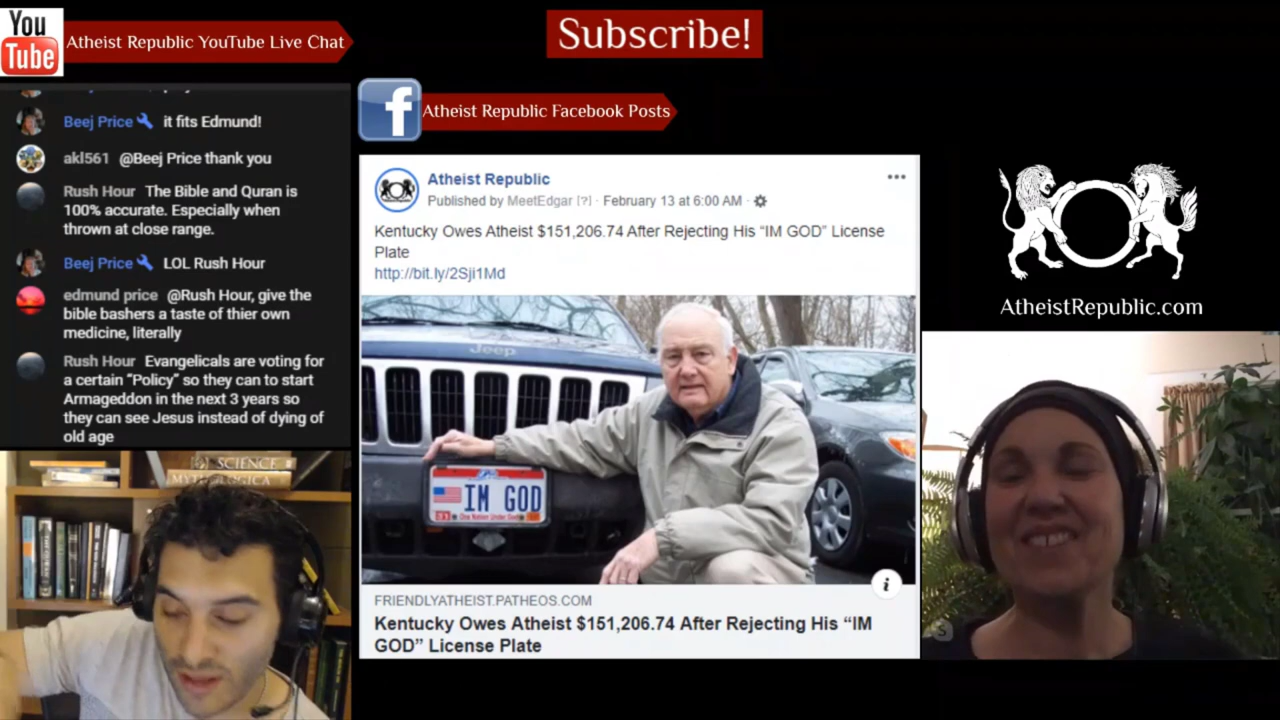 You
Tube
Atheist Republic YouTube Live Chat
Subscribe!
Beej Price it fits Edmund!
akl561 @Beej Price thank you
Rush Hour The Bible and Quran is
100% accurate. Especially when
thrown at close range.
Beej Price LOL Rush Hour
edmund price @Rush Hour, give the
bible bashers a taste of thier own
medicine, literally
Rush Hour Evangelicals are voting for
a certain “Policy” so they can to start
Armageddon in the next 3 years so
they can see Jesus instead of dying of
old age
SCIENCE
f
Atheist Republic Facebook Posts
Atheist Republic
Published by MeetEdgar [?] · February 13 at 6:00 AM ·
Kentucky Owes Atheist $151,206.74 After Rejecting His “IM GOD” License
Plate
http://bit.ly/2Sji1Md
Jeep
IM GOD
One Nation Under God
i
FRIENDLYATHEIST.PATHEOS.COM
Kentucky Owes Atheist $151,206.74 After Rejecting His “IM
GOD” License Plate
AtheistRepublic.com
S